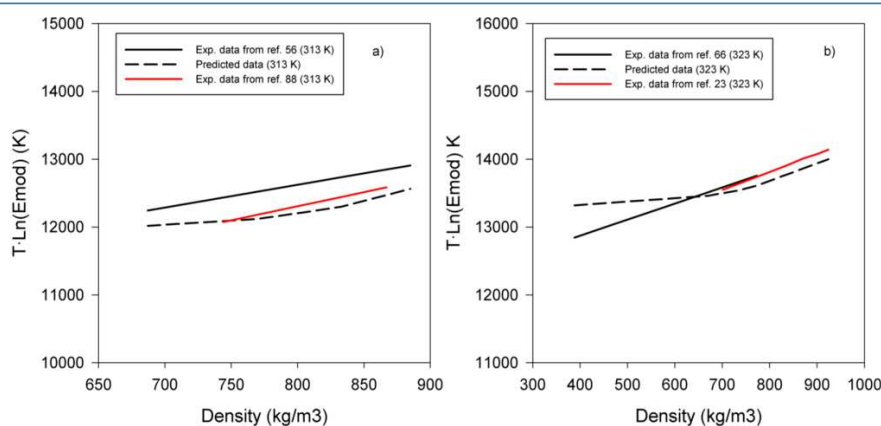 15000
14000
13000
12000
11000
10000
T·Ln(Emod) (K)
Exp. data from ref. 56 (313 K)
Predicted data (313 K)
Exp. data from ref. 88 (313 K)
a)
650 700 750 800 850 900
Density (kg/m3)
16000
15000
14000
13000
12000
11000
T·Ln(Emod) K
Exp. data from ref. 66 (323 K)
Predicted data (323 K)
Exp. data from ref. 23 (323 K)
b)
300 400 500 600 700 800 900 1000
Density (kg/m3)